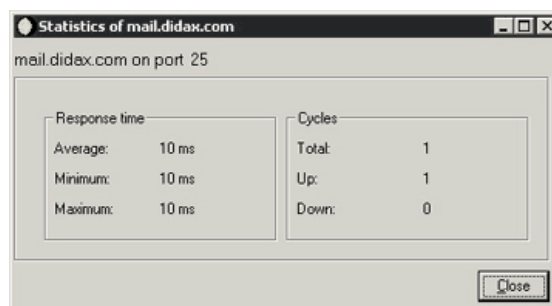 Statistics of mail.didax.com
mail.didax.com on port 25
Response time
Average: 10 ms
Minimum: 10 ms
Maximum: 10 ms
Cycles
Total: 1
Up: 1
Down: 0
Close